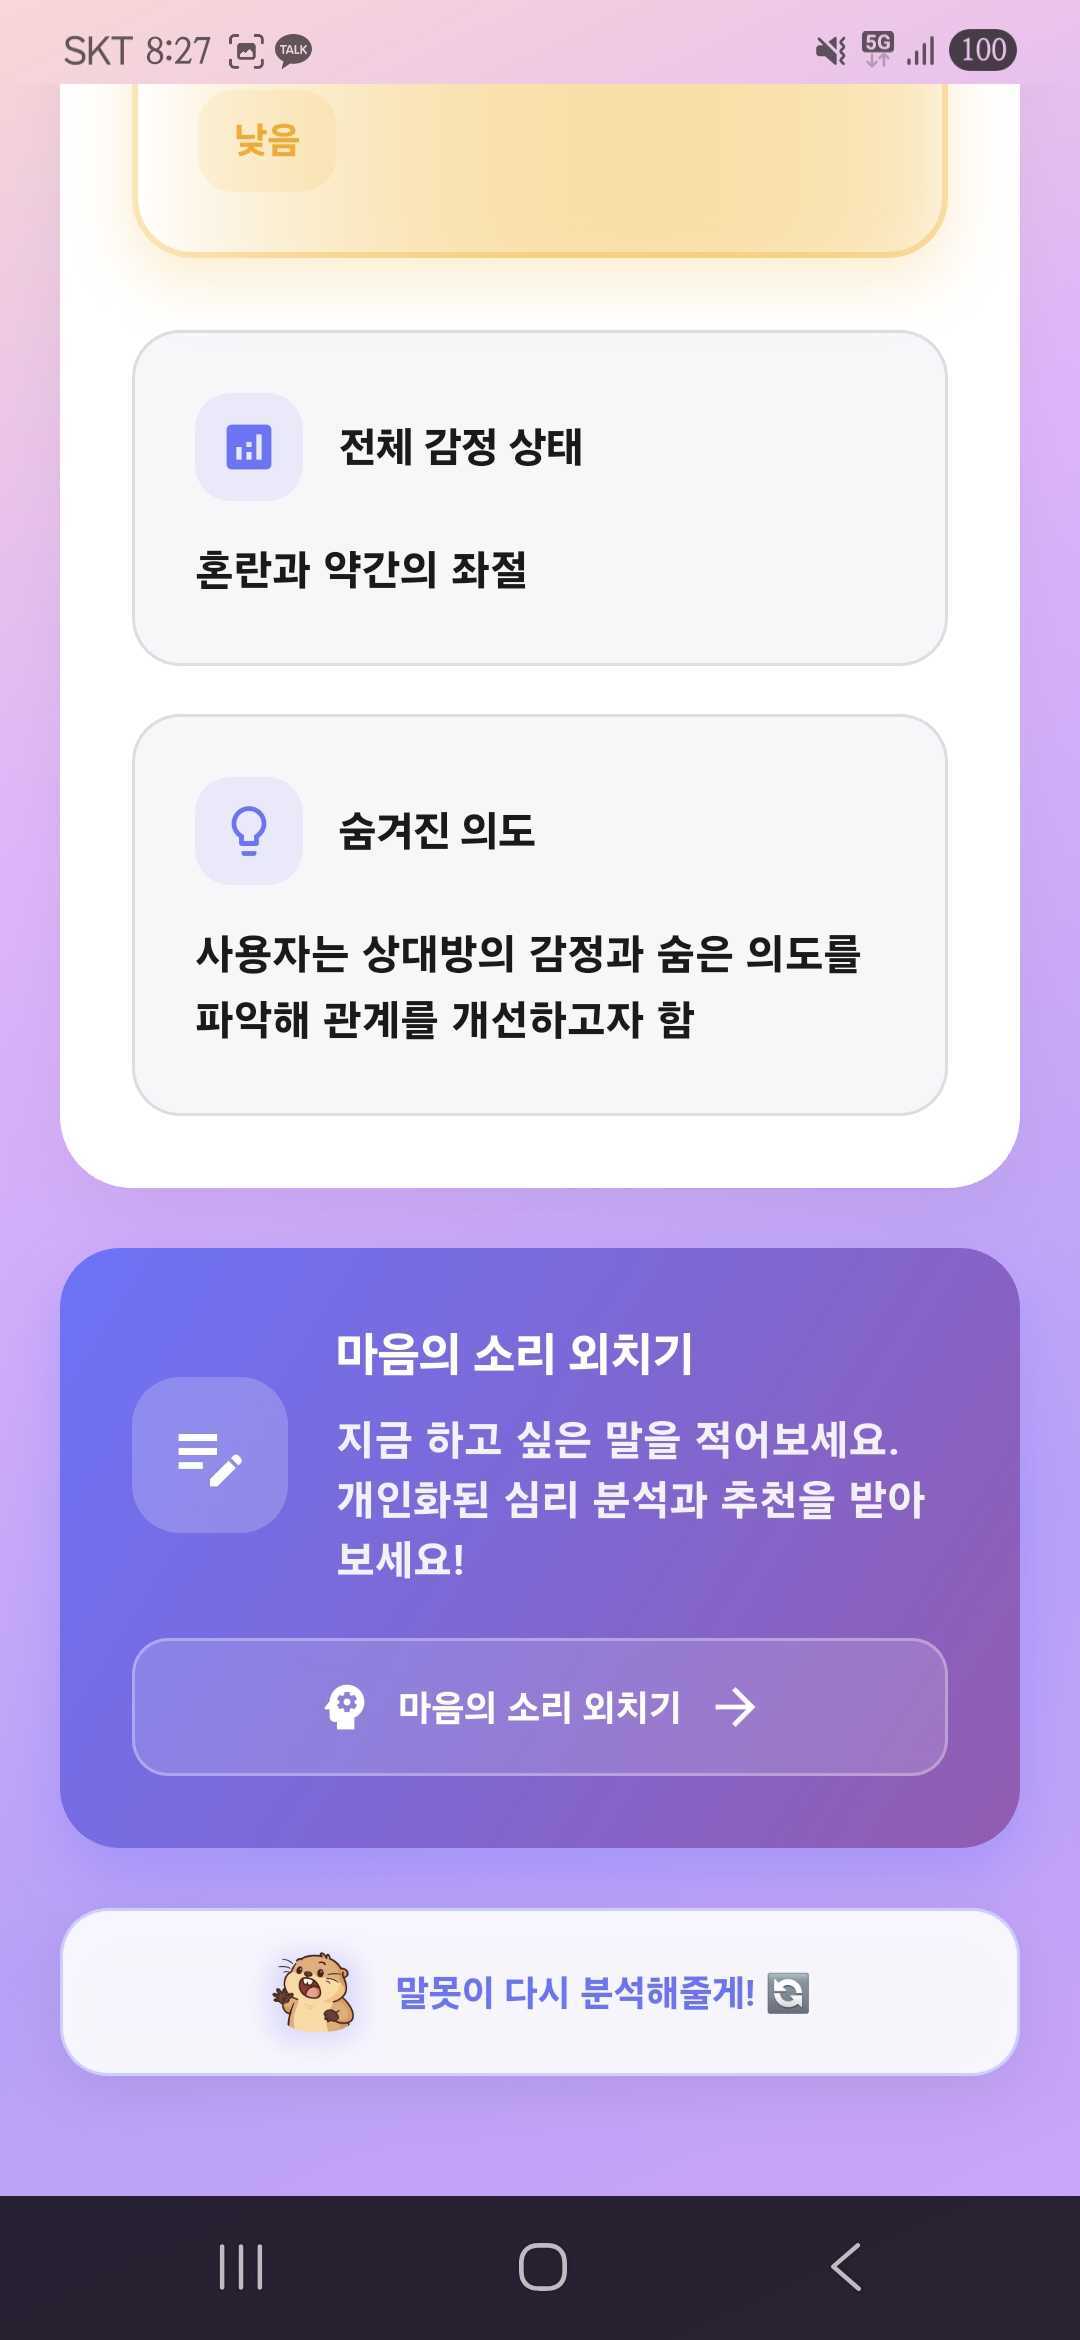 SKT 8:27 TALK 5G 100
낮음
전체 감정 상태
혼란과 약간의 좌절
숨겨진 의도
사용자는 상대방의 감정과 숨은 의도를
파악해 관계를 개선하고자 함
마음의 소리 외치기
지금 하고 싶은 말을 적어보세요.
개인화된 심리 분석과 추천을 받아
보세요!
마음의 소리 외치기
말못이 다시 분석해줄게!